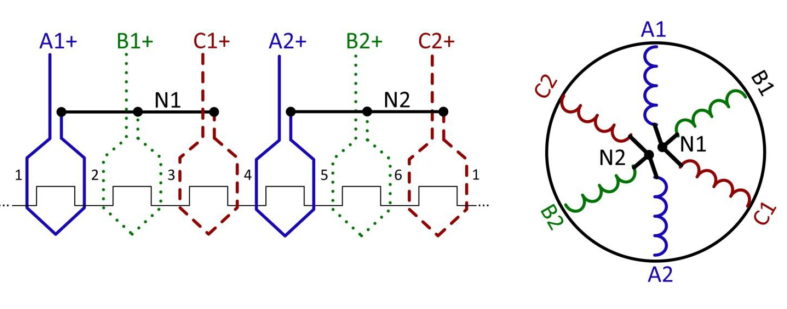 A1+ B1+ C1+ A2+ B2+ C2+
N1 N2
1 2 3 4 5 6 1
A1
B1
C1
A2
B2
C2
N1
N2